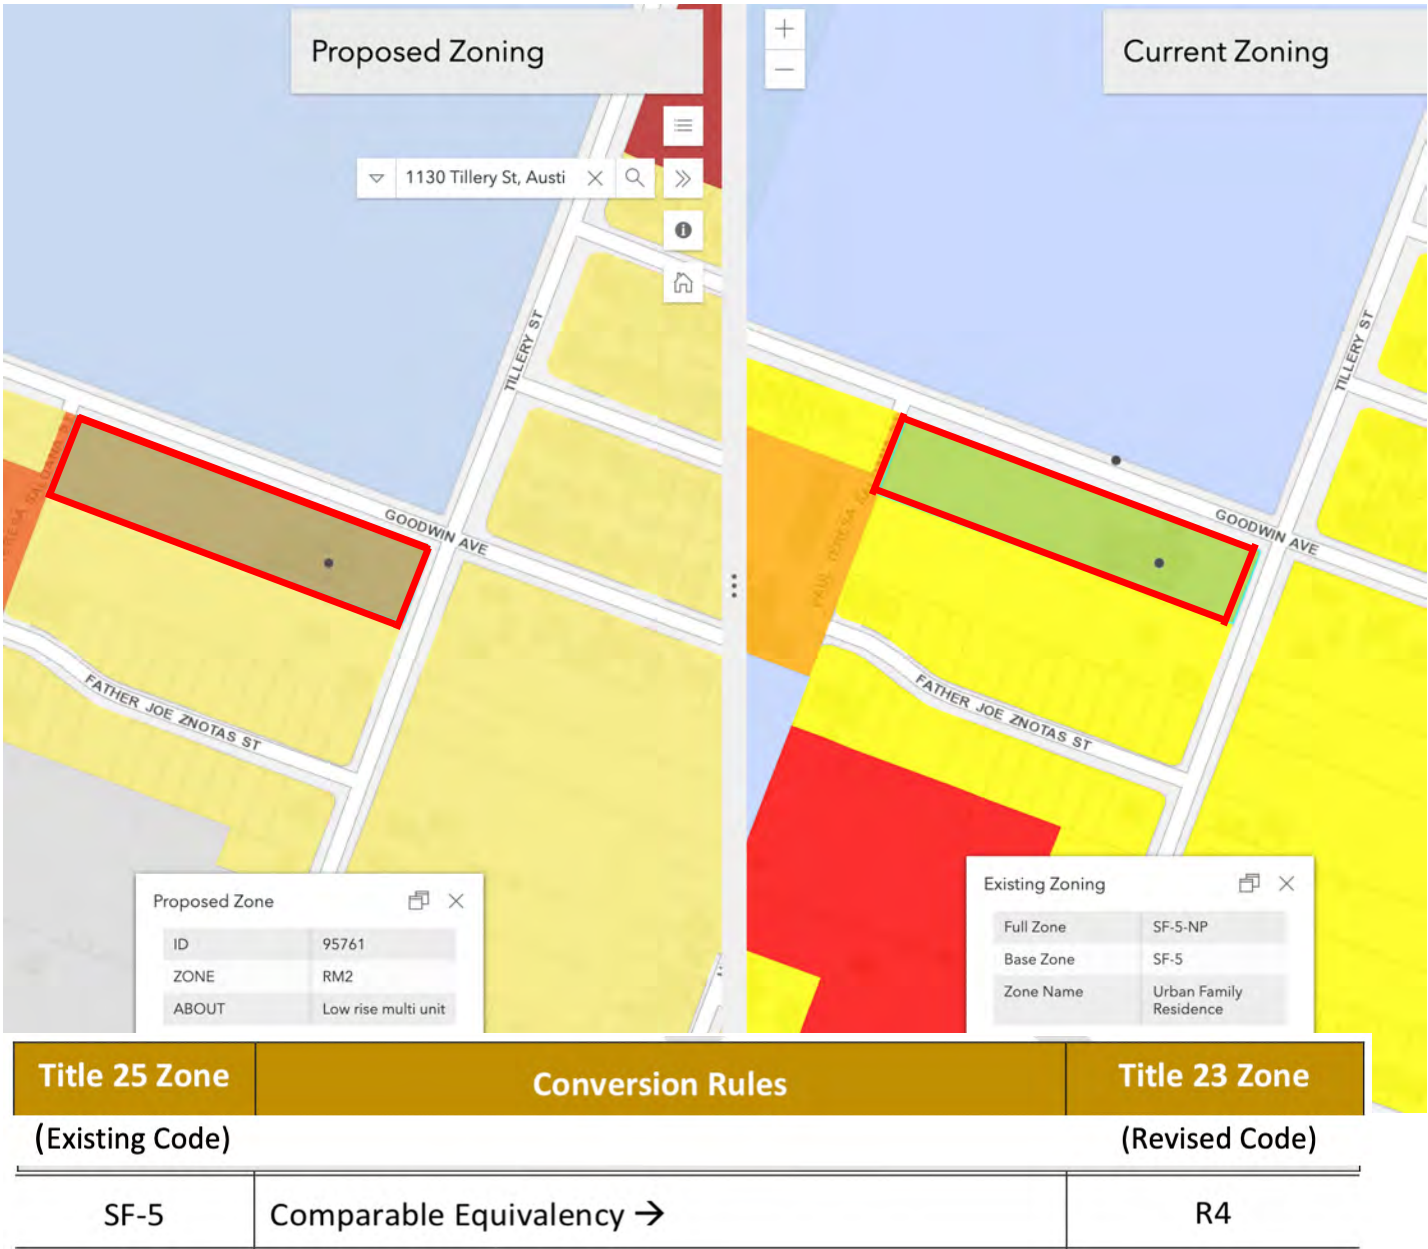 Proposed Zoning
1130 Tillery St, Austi
TILLERY ST
GOODWIN AVE
FATHER JOE ZNOTAS ST
Proposed Zone
ID 95761
ZONE RM2
ABOUT Low rise multi unit
Current Zoning
TILLERY ST
GOODWIN AVE
PAUL TERESA
FATHER JOE ZNOTAS ST
Existing Zoning
Full Zone SF-5-NP
Base Zone SF-5
Zone Name Urban Family
Residence
Title 25 Zone Conversion Rules Title 23 Zone
(Existing Code) (Revised Code)
SF-5 Comparable Equivalency → R4